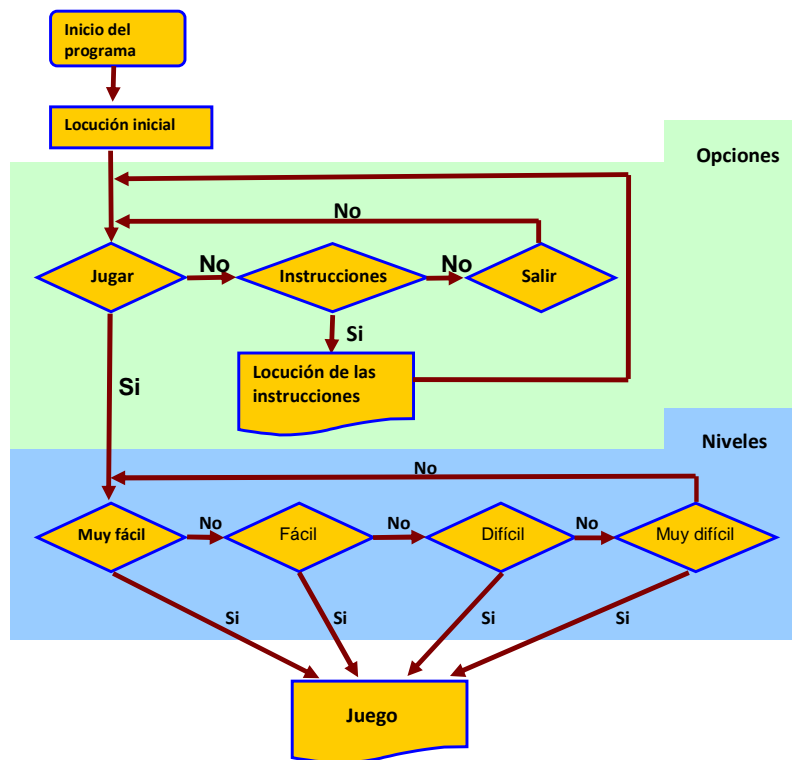 Inicio del
programa
Locución inicial
Opciones
No
Jugar
No
Instrucciones
No
Salir
Si
Si
Locución de las
instrucciones
Niveles
No
Muy fácil
No
Fácil
No
Difícil
No
Muy difícil
Si
Si
Si
Si
Juego